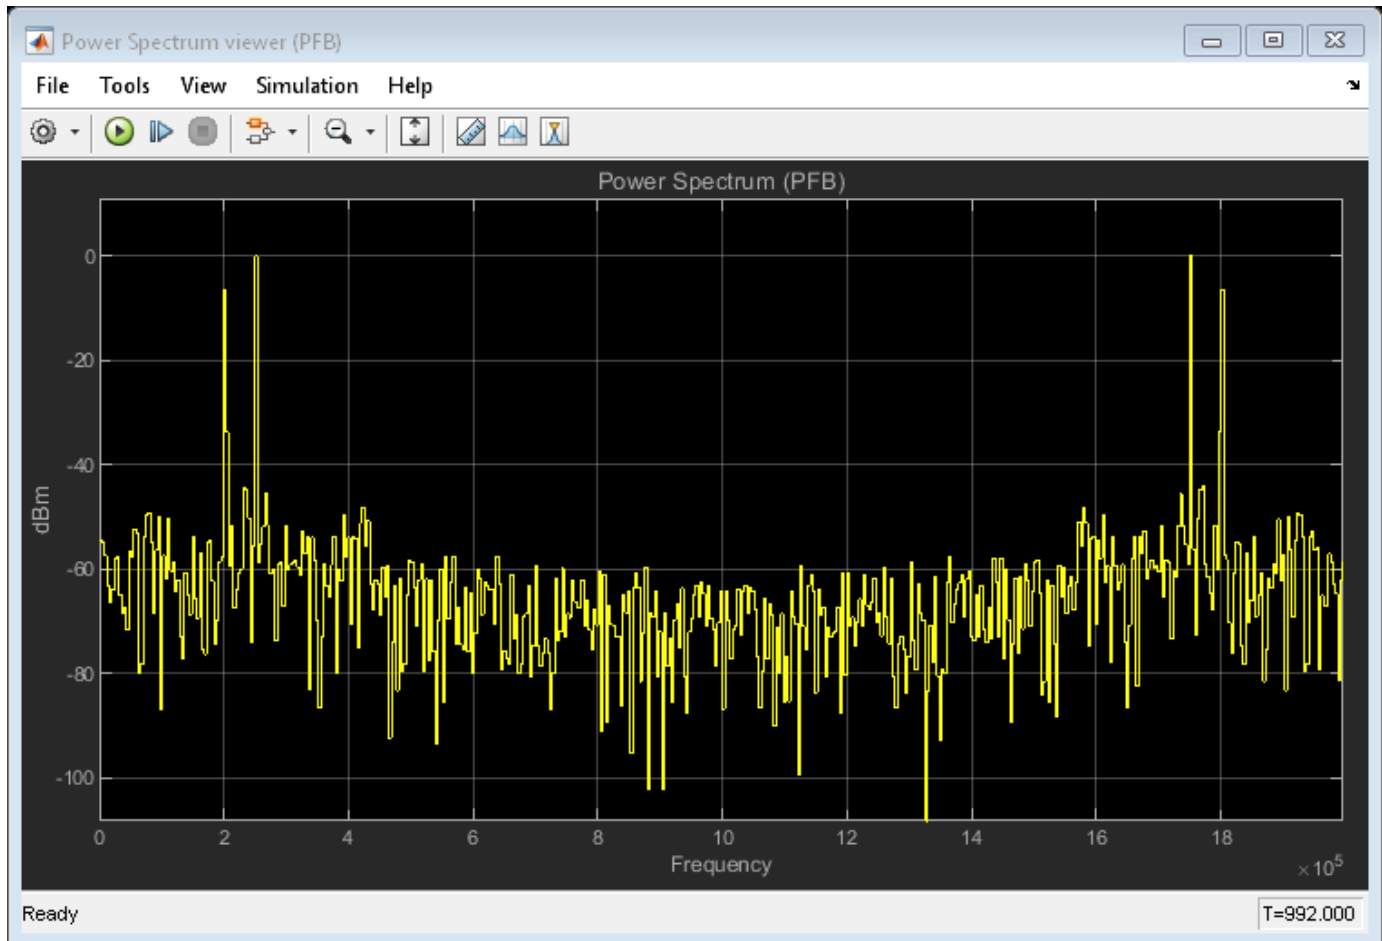 Power Spectrum viewer (PFB)
File Tools View Simulation Help
Power Spectrum (PFB)
0
-20
-40
-60
-80
-100
dBm
0 2 4 6 8 10 12 14 16 18
Frequency
×10⁵
Ready T=992.000